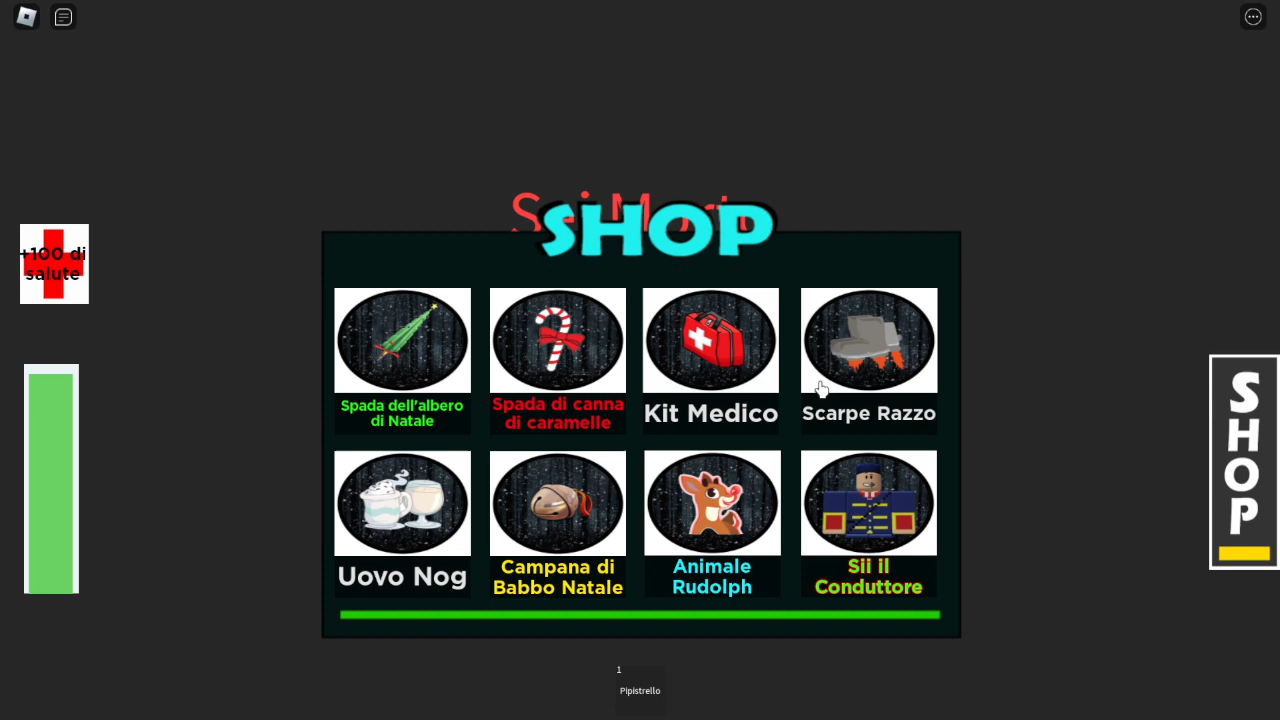 SHOP
+100 di
salute
Spada dell'albero
di Natale
Spada di canna
di caramelle
Kit Medico
Scarpe Razzo
SHOP
Uovo Nog
Campana di
Babbo Natale
Animale
Rudolph
Sii il
Conduttore
1
Pipistrello